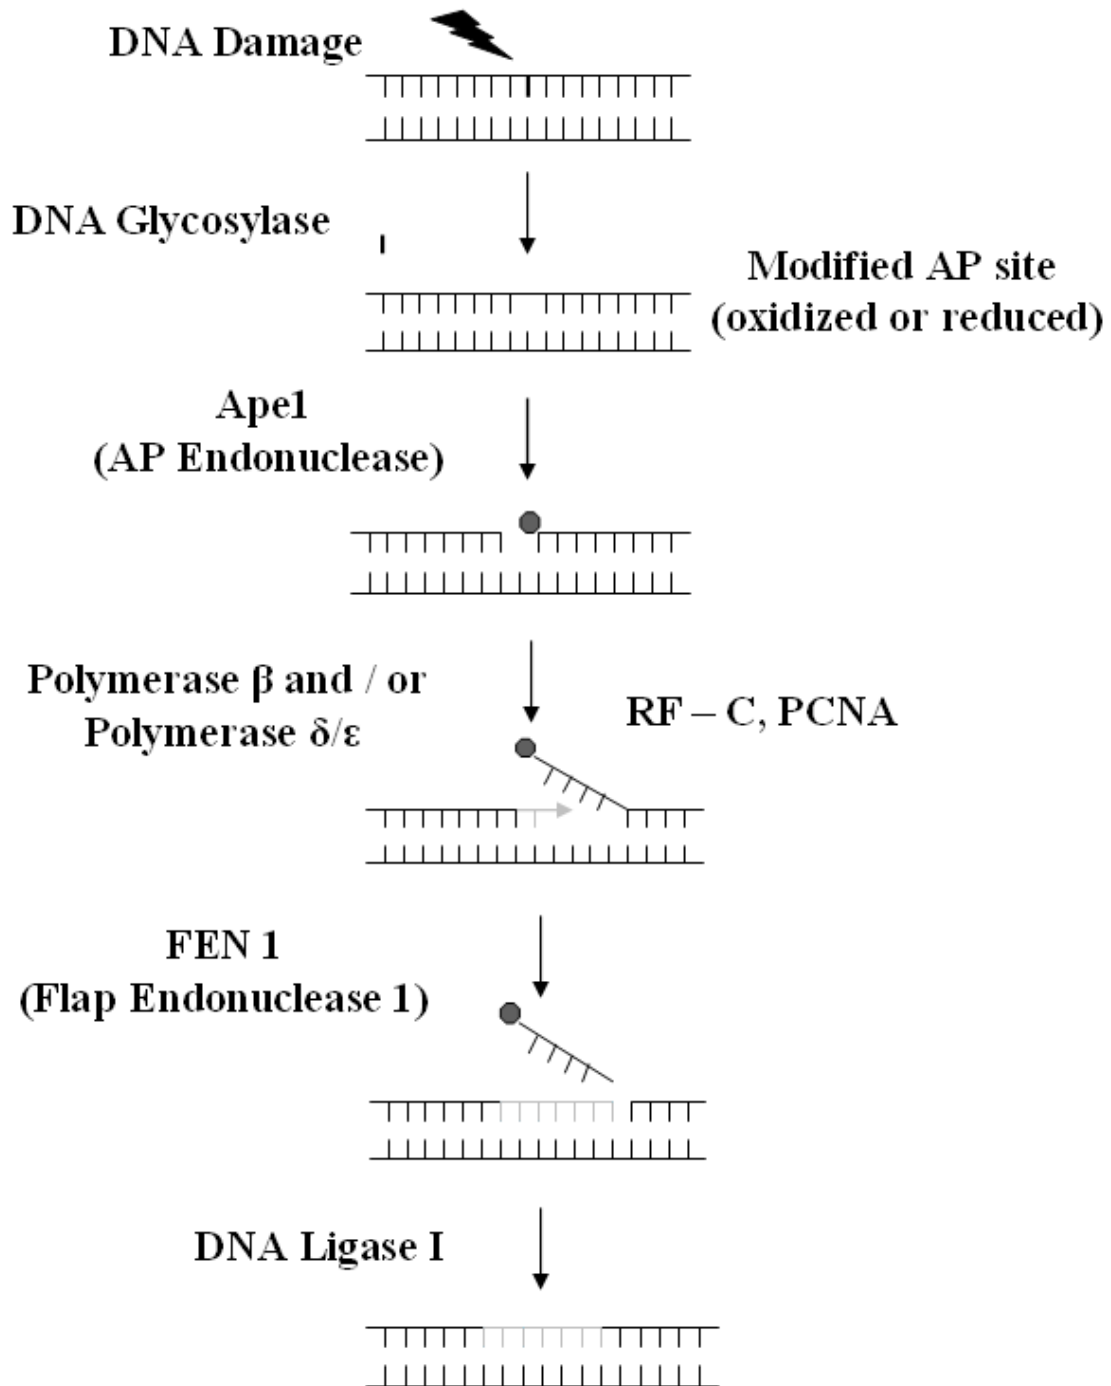 DNA Damage
DNA Glycosylase
Modified AP site
(oxidized or reduced)
Ape1
(AP Endonuclease)
Polymerase β and / or
Polymerase δ/ε
RF – C, PCNA
FEN 1
(Flap Endonuclease 1)
DNA Ligase I